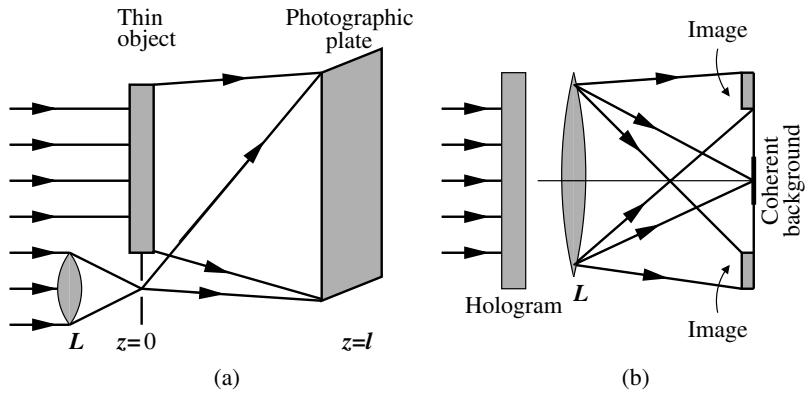 Thin
object
Photographic
plate
L
z=0
z=l
(a)
Image
Coherent
background
Hologram
L
Image
(b)